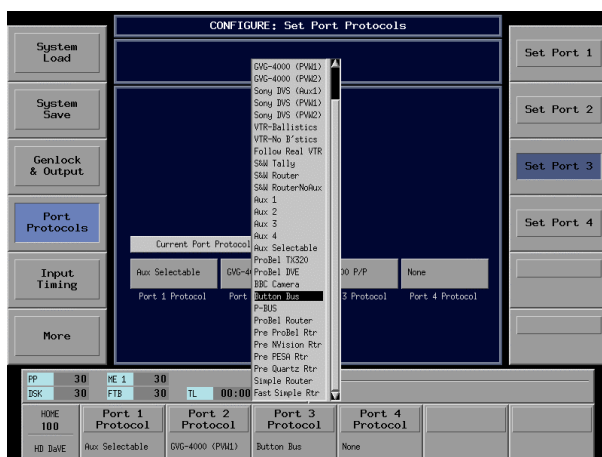 CONFIGURE: Set Port Protocols
System
Load
System
Save
Genlock
& Output
Port
Protocols
Input
Timing
More
GVG-4000 (PVW1)
GVG-4000 (PVW2)
Sony DVS (Aux1)
Sony DVS (PVW1)
Sony DVS (PVW2)
VTR-Ballistics
VTR-No B'stics
Follow Real VTR
S&W Tally
S&W Router
S&W RouterNoAux
Aux 1
Aux 2
Aux 3
Aux 4
Aux Selectable
ProBel TX320
ProBel DVE
BBC Camera
Button Bus
P-BUS
ProBel Router
Pre ProBel Rtr
Pre NVision Rtr
Pre PESA Rtr
Pre Quartz Rtr
Simple Router
Fast Simple Rtr
Current Port Protocol
Aux Selectable
GVG-4
00 P/P
None
Port 1 Protocol
Port
3 Protocol
Port 4 Protocol
Set Port 1
Set Port 2
Set Port 3
Set Port 4
PP 30 ME 1 30
DSK 30 FTB 30 TL 00:00
HOME
100
HD DaVE
Port 1
Protocol
Aux Selectable
Port 2
Protocol
GVG-4000 (PVW1)
Port 3
Protocol
Button Bus
Port 4
Protocol
None